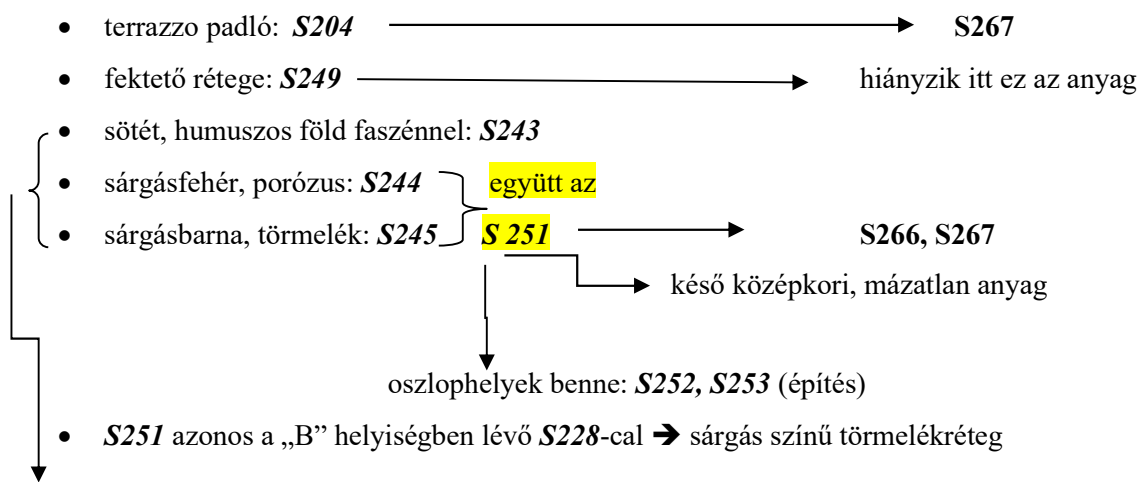 • terrazzo padló: S204 S267
• fektető rétege: S249 hiányzik itt ez az anyag
• sötét, humuszos föld faszénnel: S243
• sárgásfehér, porózus: S244 együtt az
• sárgásbarna, törmelék: S245 S 251 S266, S267
késő középkori, mázatlan anyag
oszlophelyek benne: S252, S253 (építés)
• S251 azonos a „B” helyiségben lévő S228-cal ➔ sárgás színű törmelékréteg